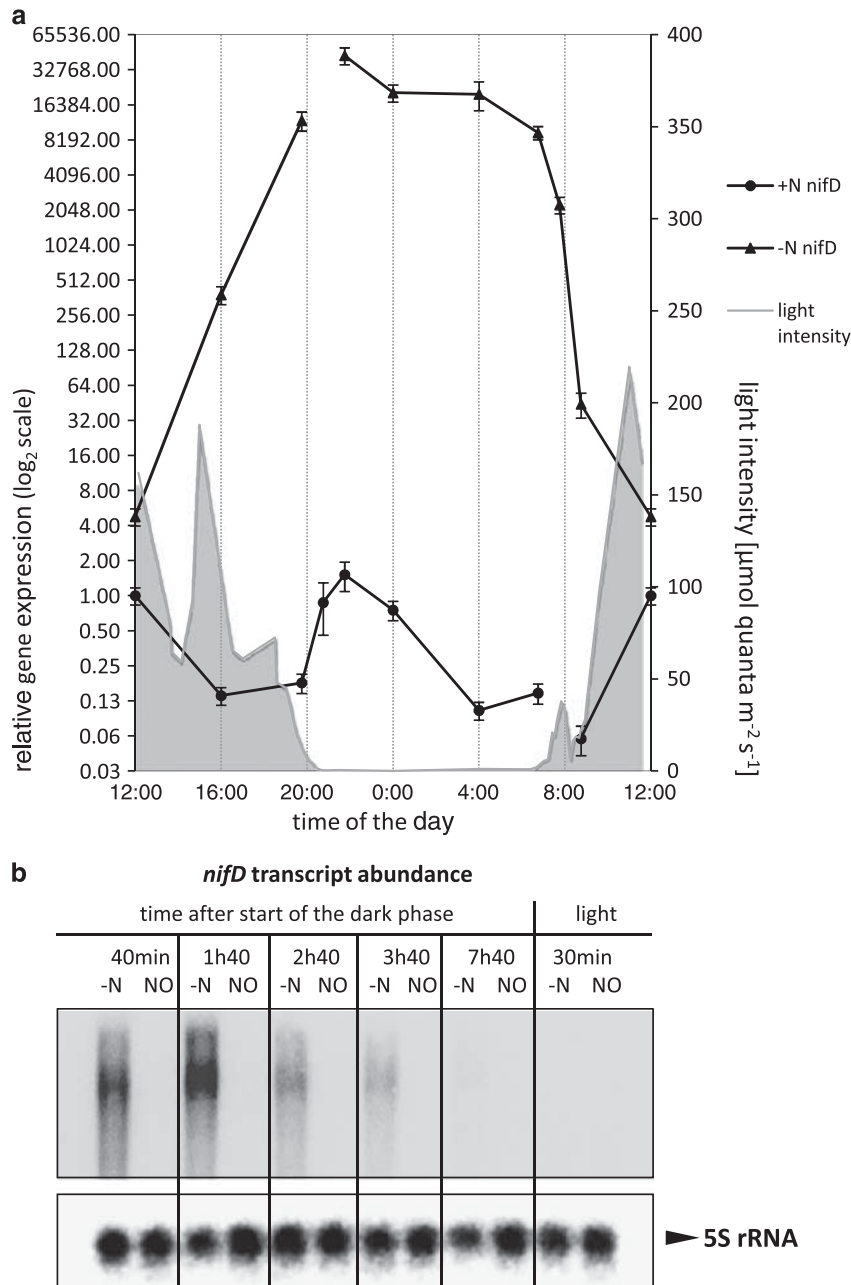 a
65536.00
32768.00
16384.00
8192.00
4096.00
2048.00
1024.00
512.00
256.00
128.00
64.00
32.00
16.00
8.00
4.00
2.00
1.00
0.50
0.25
0.13
0.06
0.03
relative gene expression (log2 scale)
400
350
300
250
200
150
100
50
0
light intensity [µmol quanta m-2 s-1]
12:00 16:00 20:00 0:00 4:00 8:00 12:00
time of the day
+N nifD
-N nifD
light
intensity
b
nifD transcript abundance
time after start of the dark phase light
40min 1h40 2h40 3h40 7h40 30min
-N NO -N NO -N NO -N NO -N NO -N NO
5S rRNA